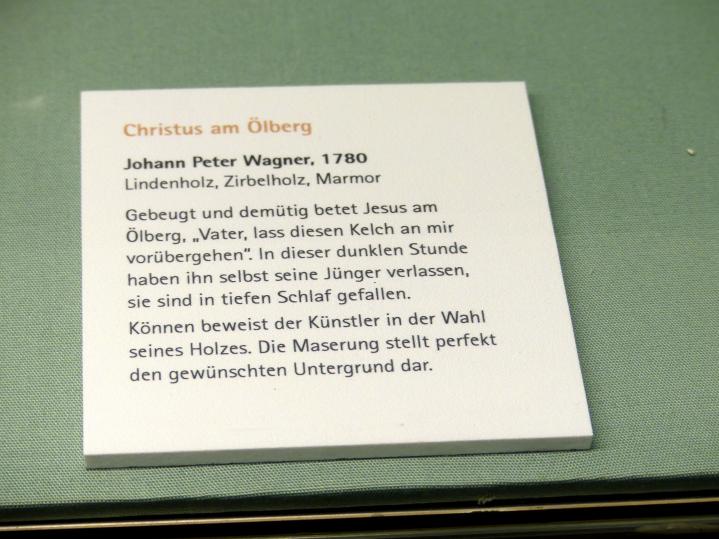 Christus am Ölberg
Johann Peter Wagner, 1780
Lindenholz, Zirbelholz, Marmor
Gebeugt und demütig betet Jesus am
Ölberg, „Vater, lass diesen Kelch an mir
vorübergehen“. In dieser dunklen Stunde
haben ihn selbst seine Jünger verlassen,
sie sind in tiefen Schlaf gefallen.
Können beweist der Künstler in der Wahl
seines Holzes. Die Maserung stellt perfekt
den gewünschten Untergrund dar.